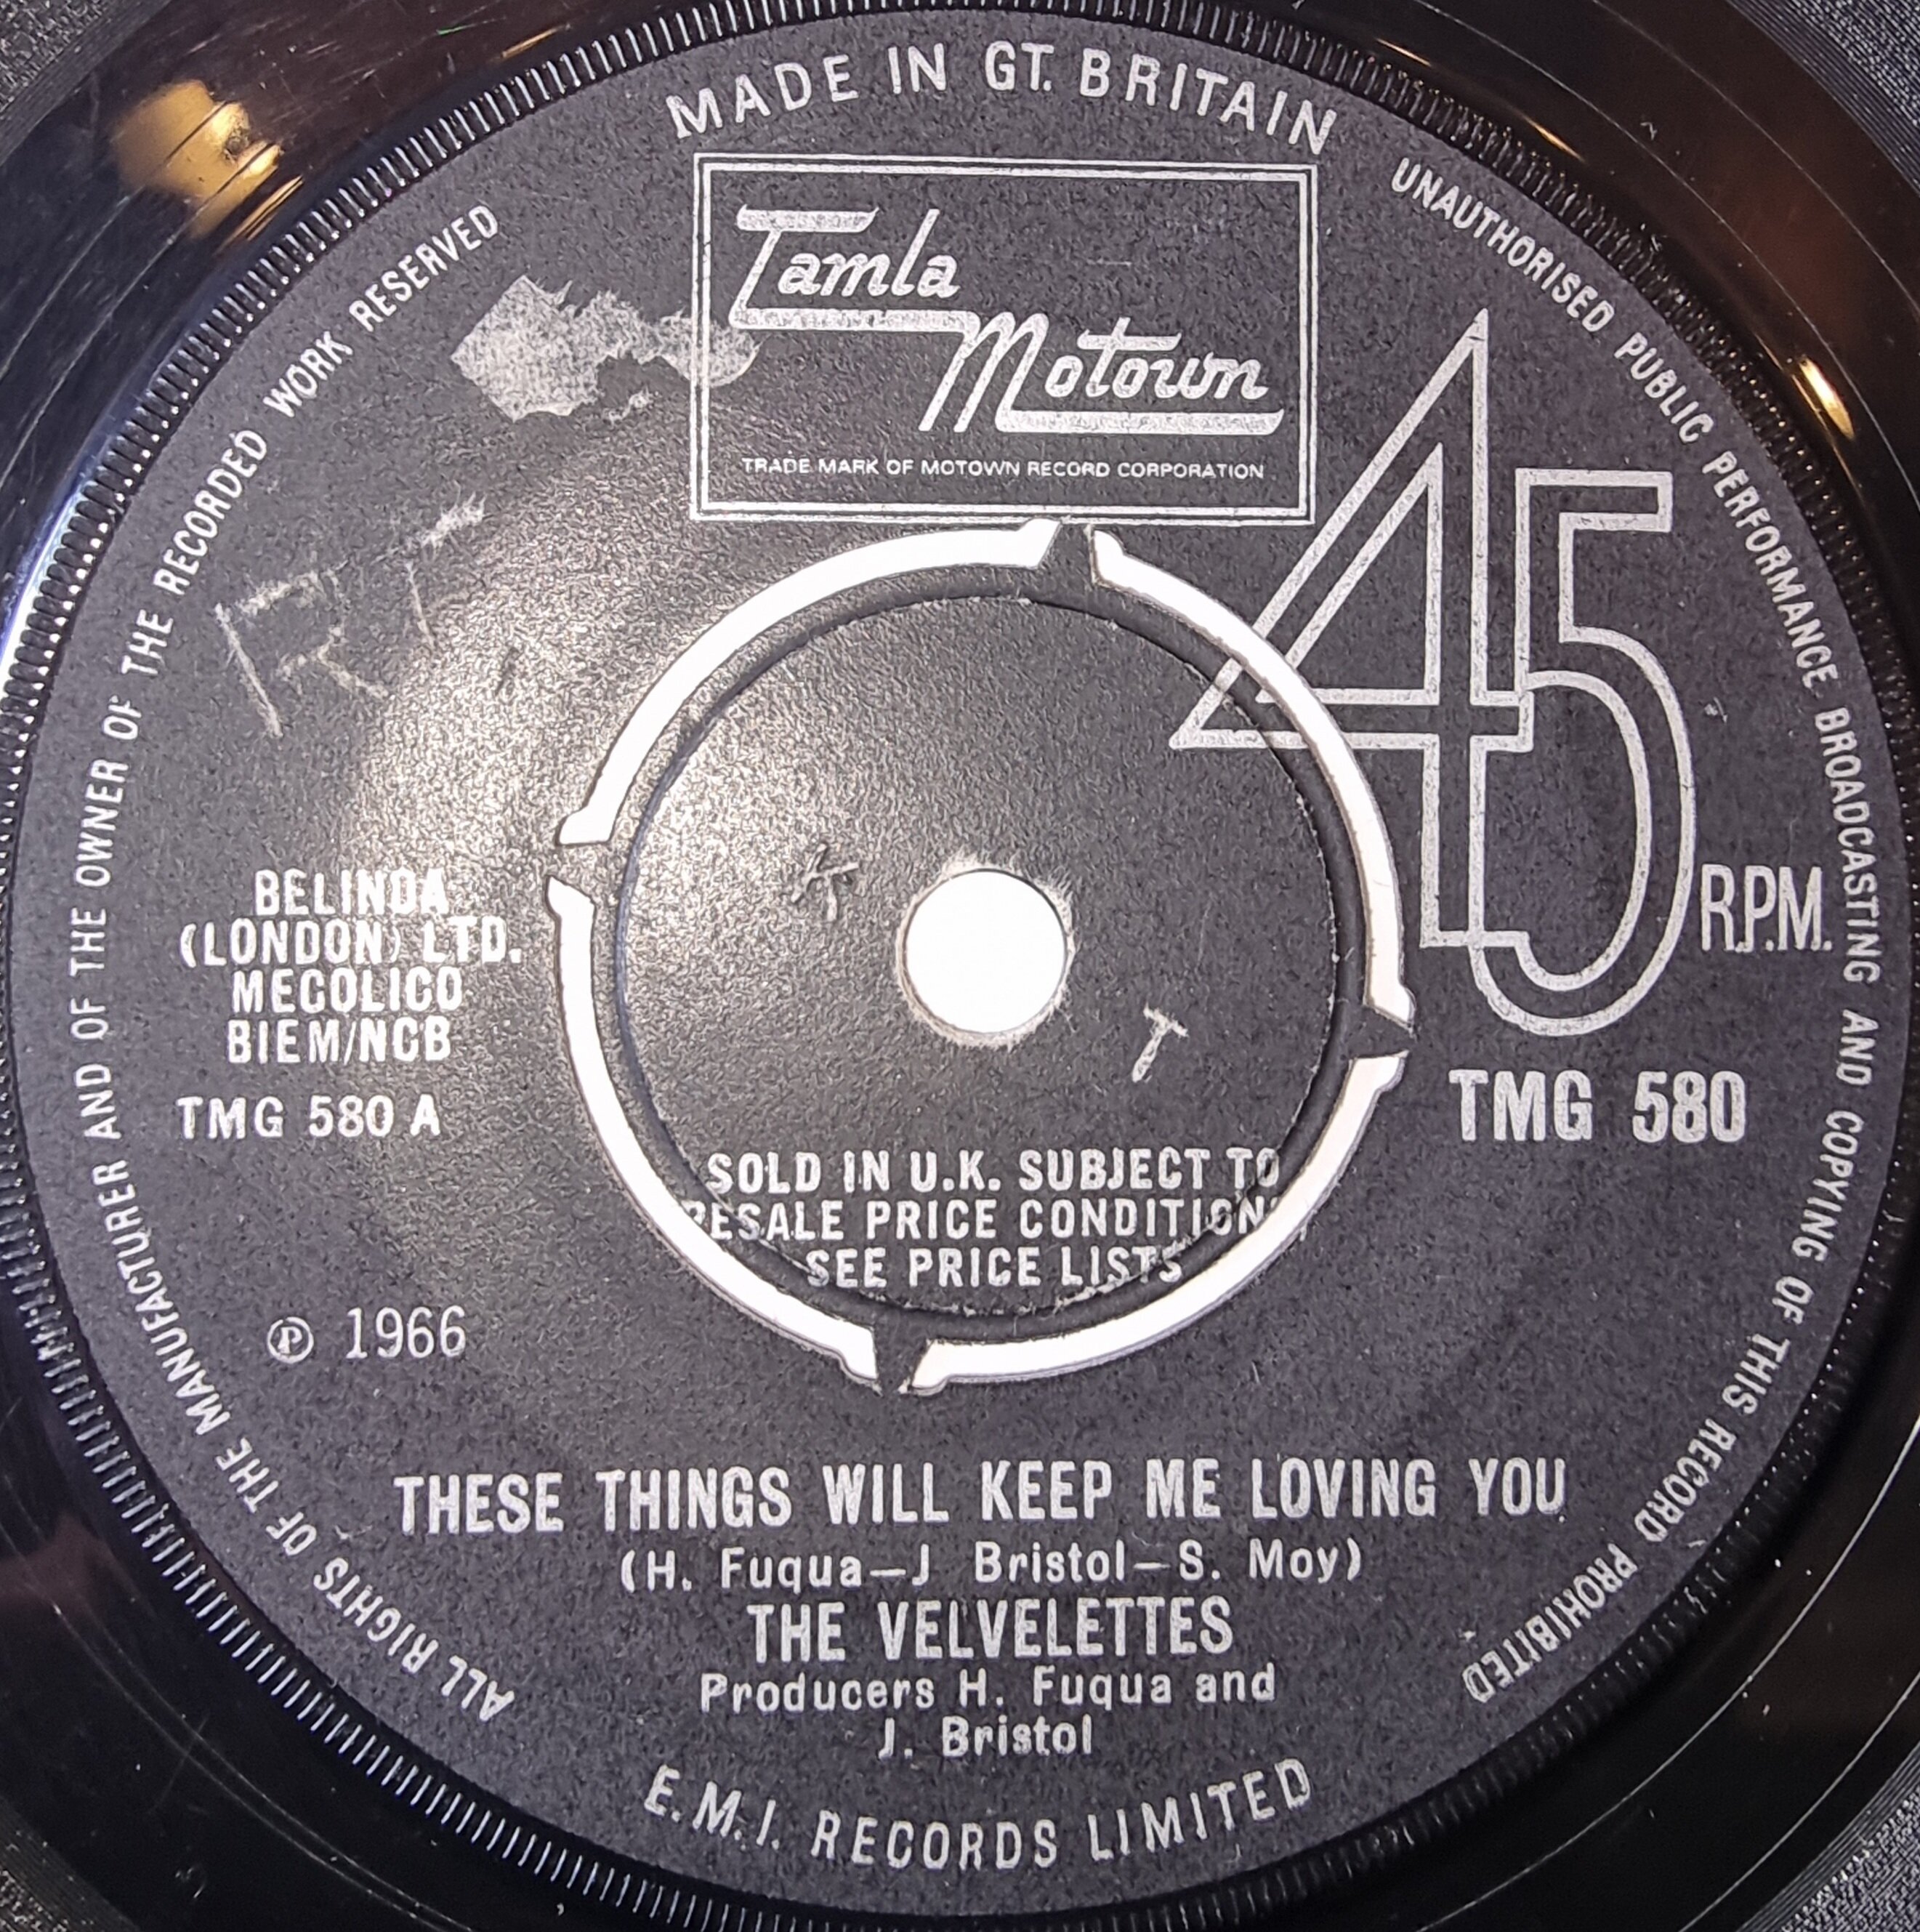 MADE IN GT. BRITAIN
UNAUTHORISED PUBLIC PERFORMANCE BROADCASTING AND COPYING OF THIS RECORD PROHIBITED
ALL RIGHTS OF THE MANUFACTURER AND OF THE OWNER OF THE RECORDED WORK RESERVED
Tamla
Motown
TRADE MARK OF MOTOWN RECORD CORPORATION
45
R.P.M.
BELINDA
(LONDON) LTD.
MECOLICO
BIEM/NCB
TMG 580 A
TMG 580
T
SOLD IN U.K. SUBJECT TO
RESALE PRICE CONDITIONS,
SEE PRICE LISTS
℗ 1966
THESE THINGS WILL KEEP ME LOVING YOU
(H. Fuqua—J Bristol—S. Moy)
THE VELVELETTES
Producers H. Fuqua and
J. Bristol
E.M.I. RECORDS LIMITED